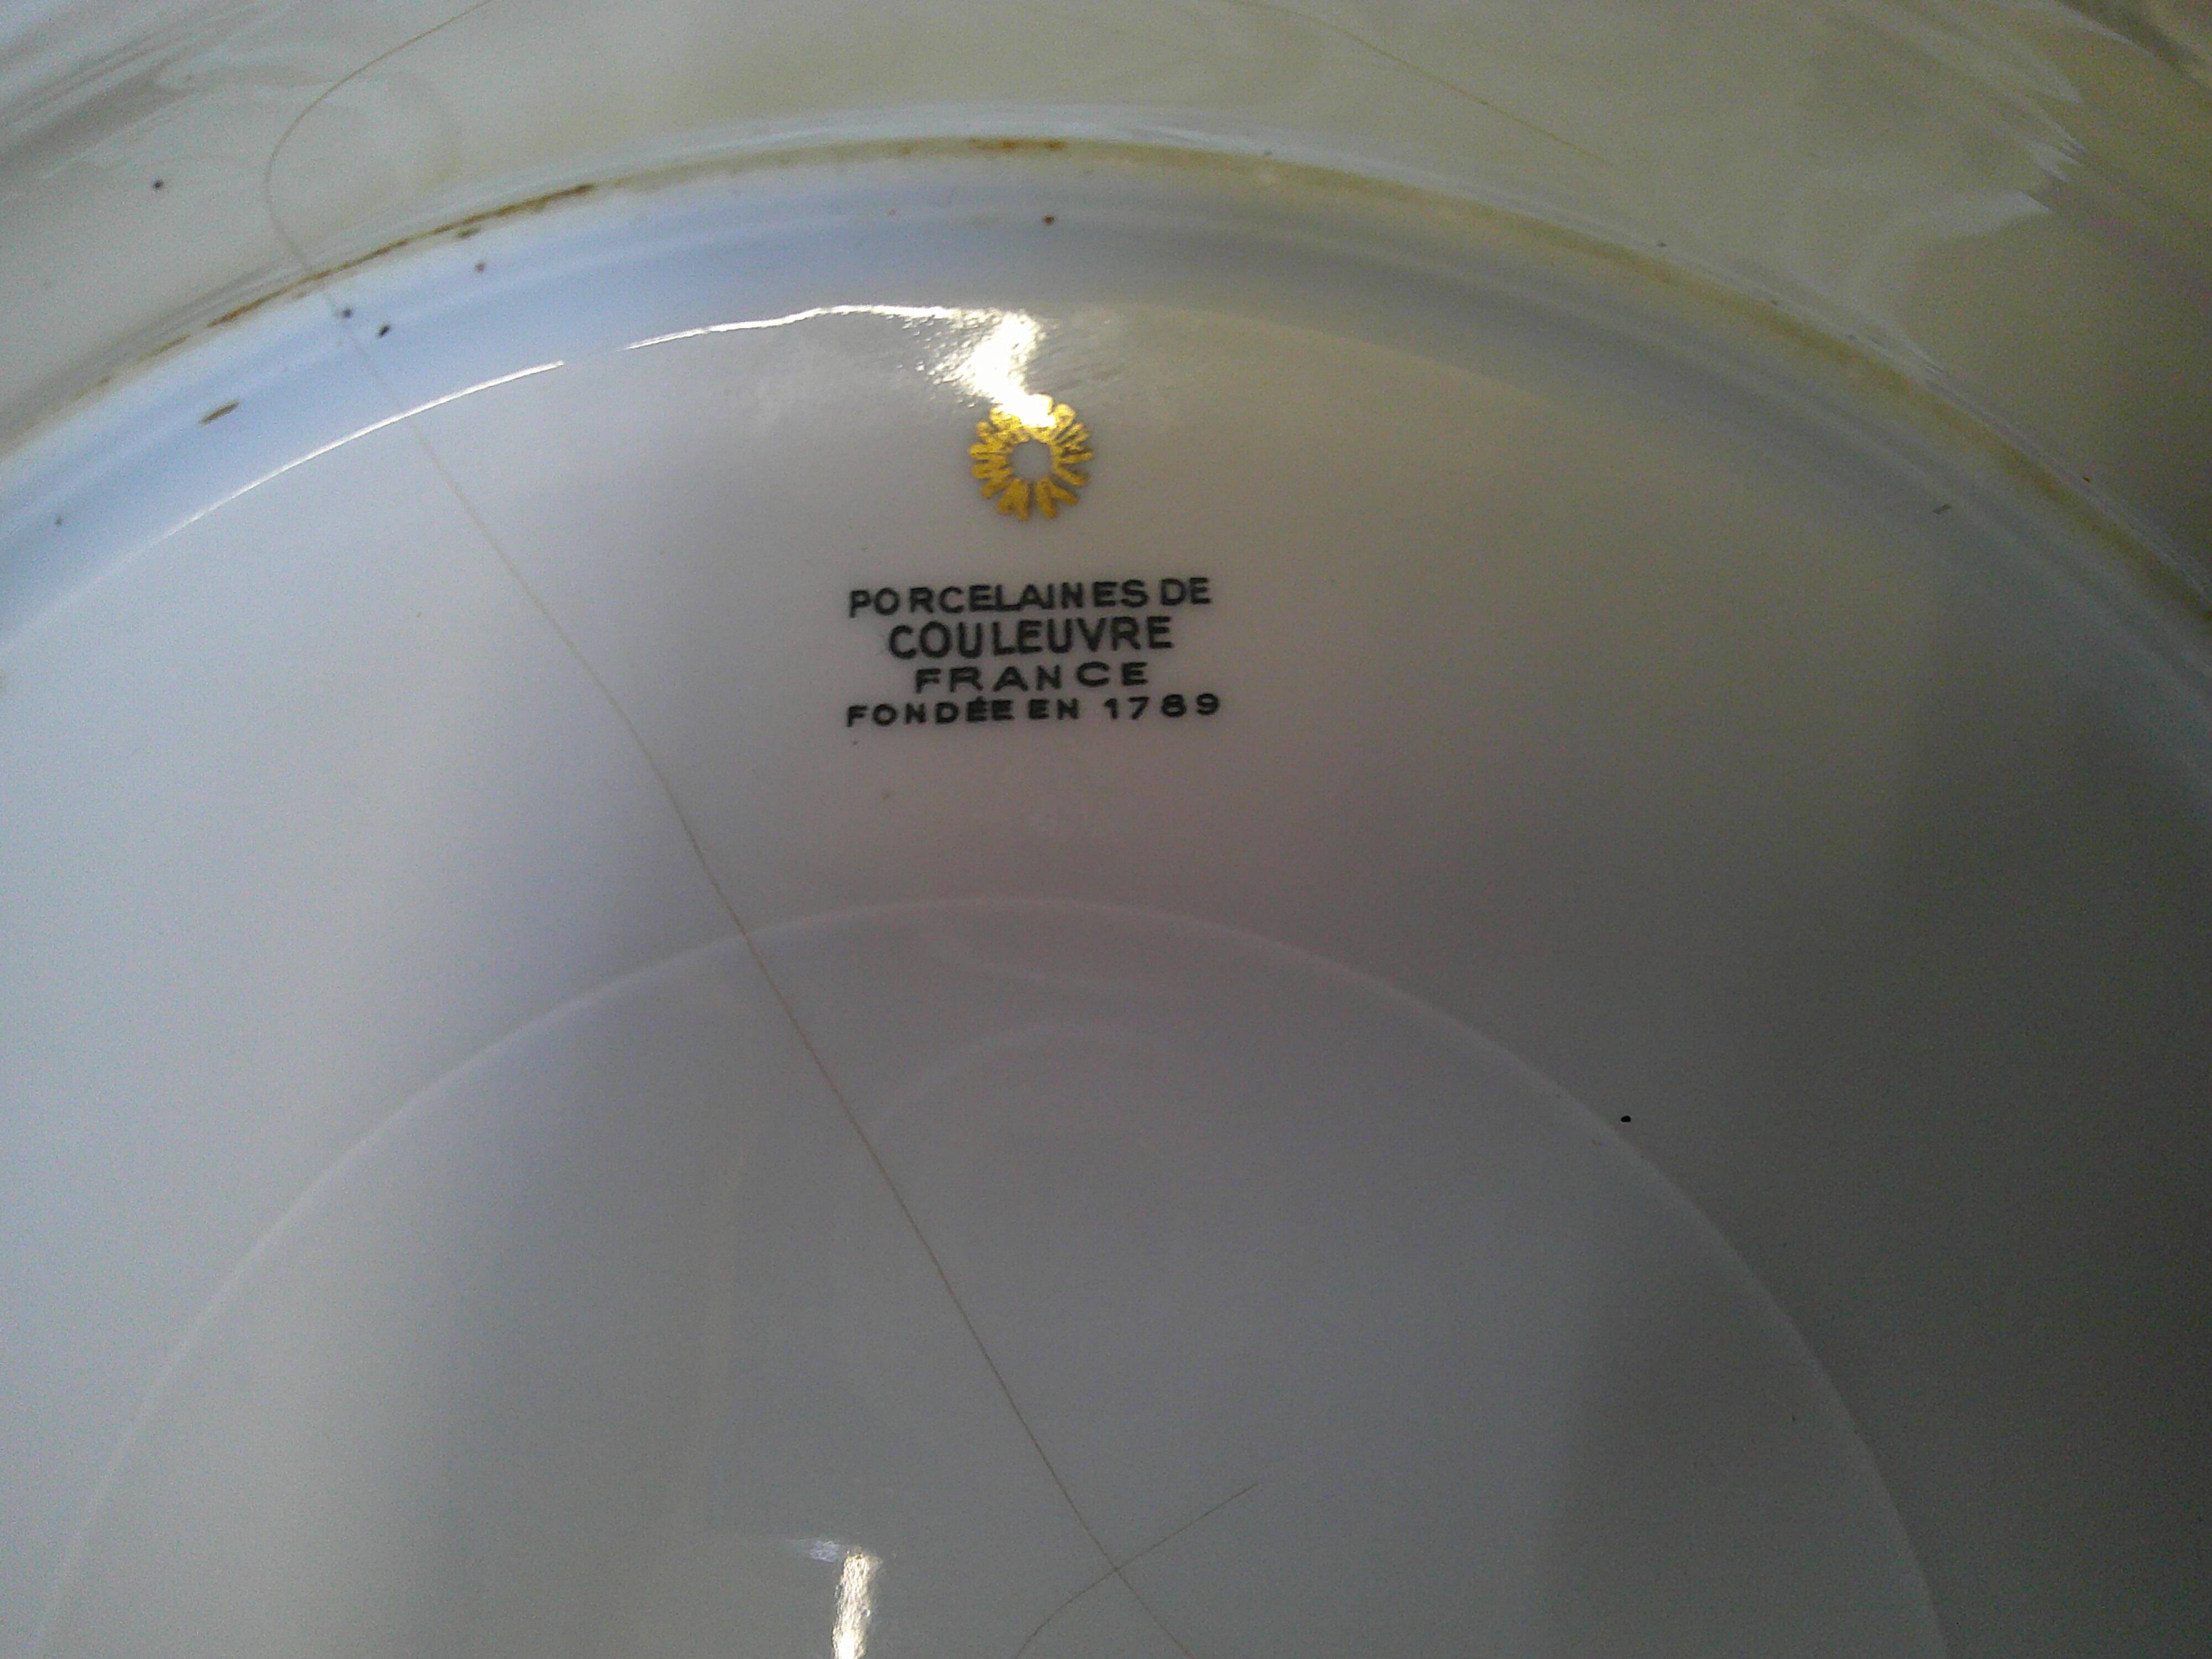 PORCELAINES DE
COULEUVRE
FRANCE
FONDÉE EN 1789